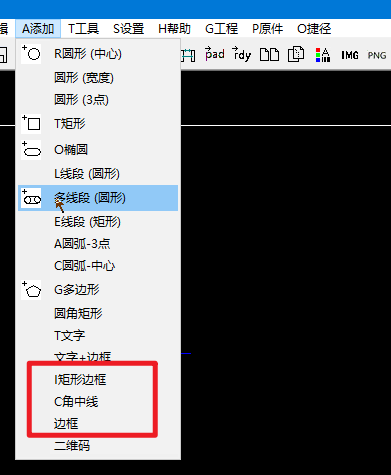 辑 A添加 T工具 S设置 H帮助 G工程 P原件 O捷径
pad dy IMG PNG
R圆形 (中心)
圆形 (宽度)
圆形 (3点)
T矩形
O椭圆
L线段 (圆形)
多线段 (圆形)
E线段 (矩形)
A圆弧-3点
C圆弧-中心
G多边形
圆角矩形
T文字
文字+边框
I矩形边框
C角中线
边框
二维码